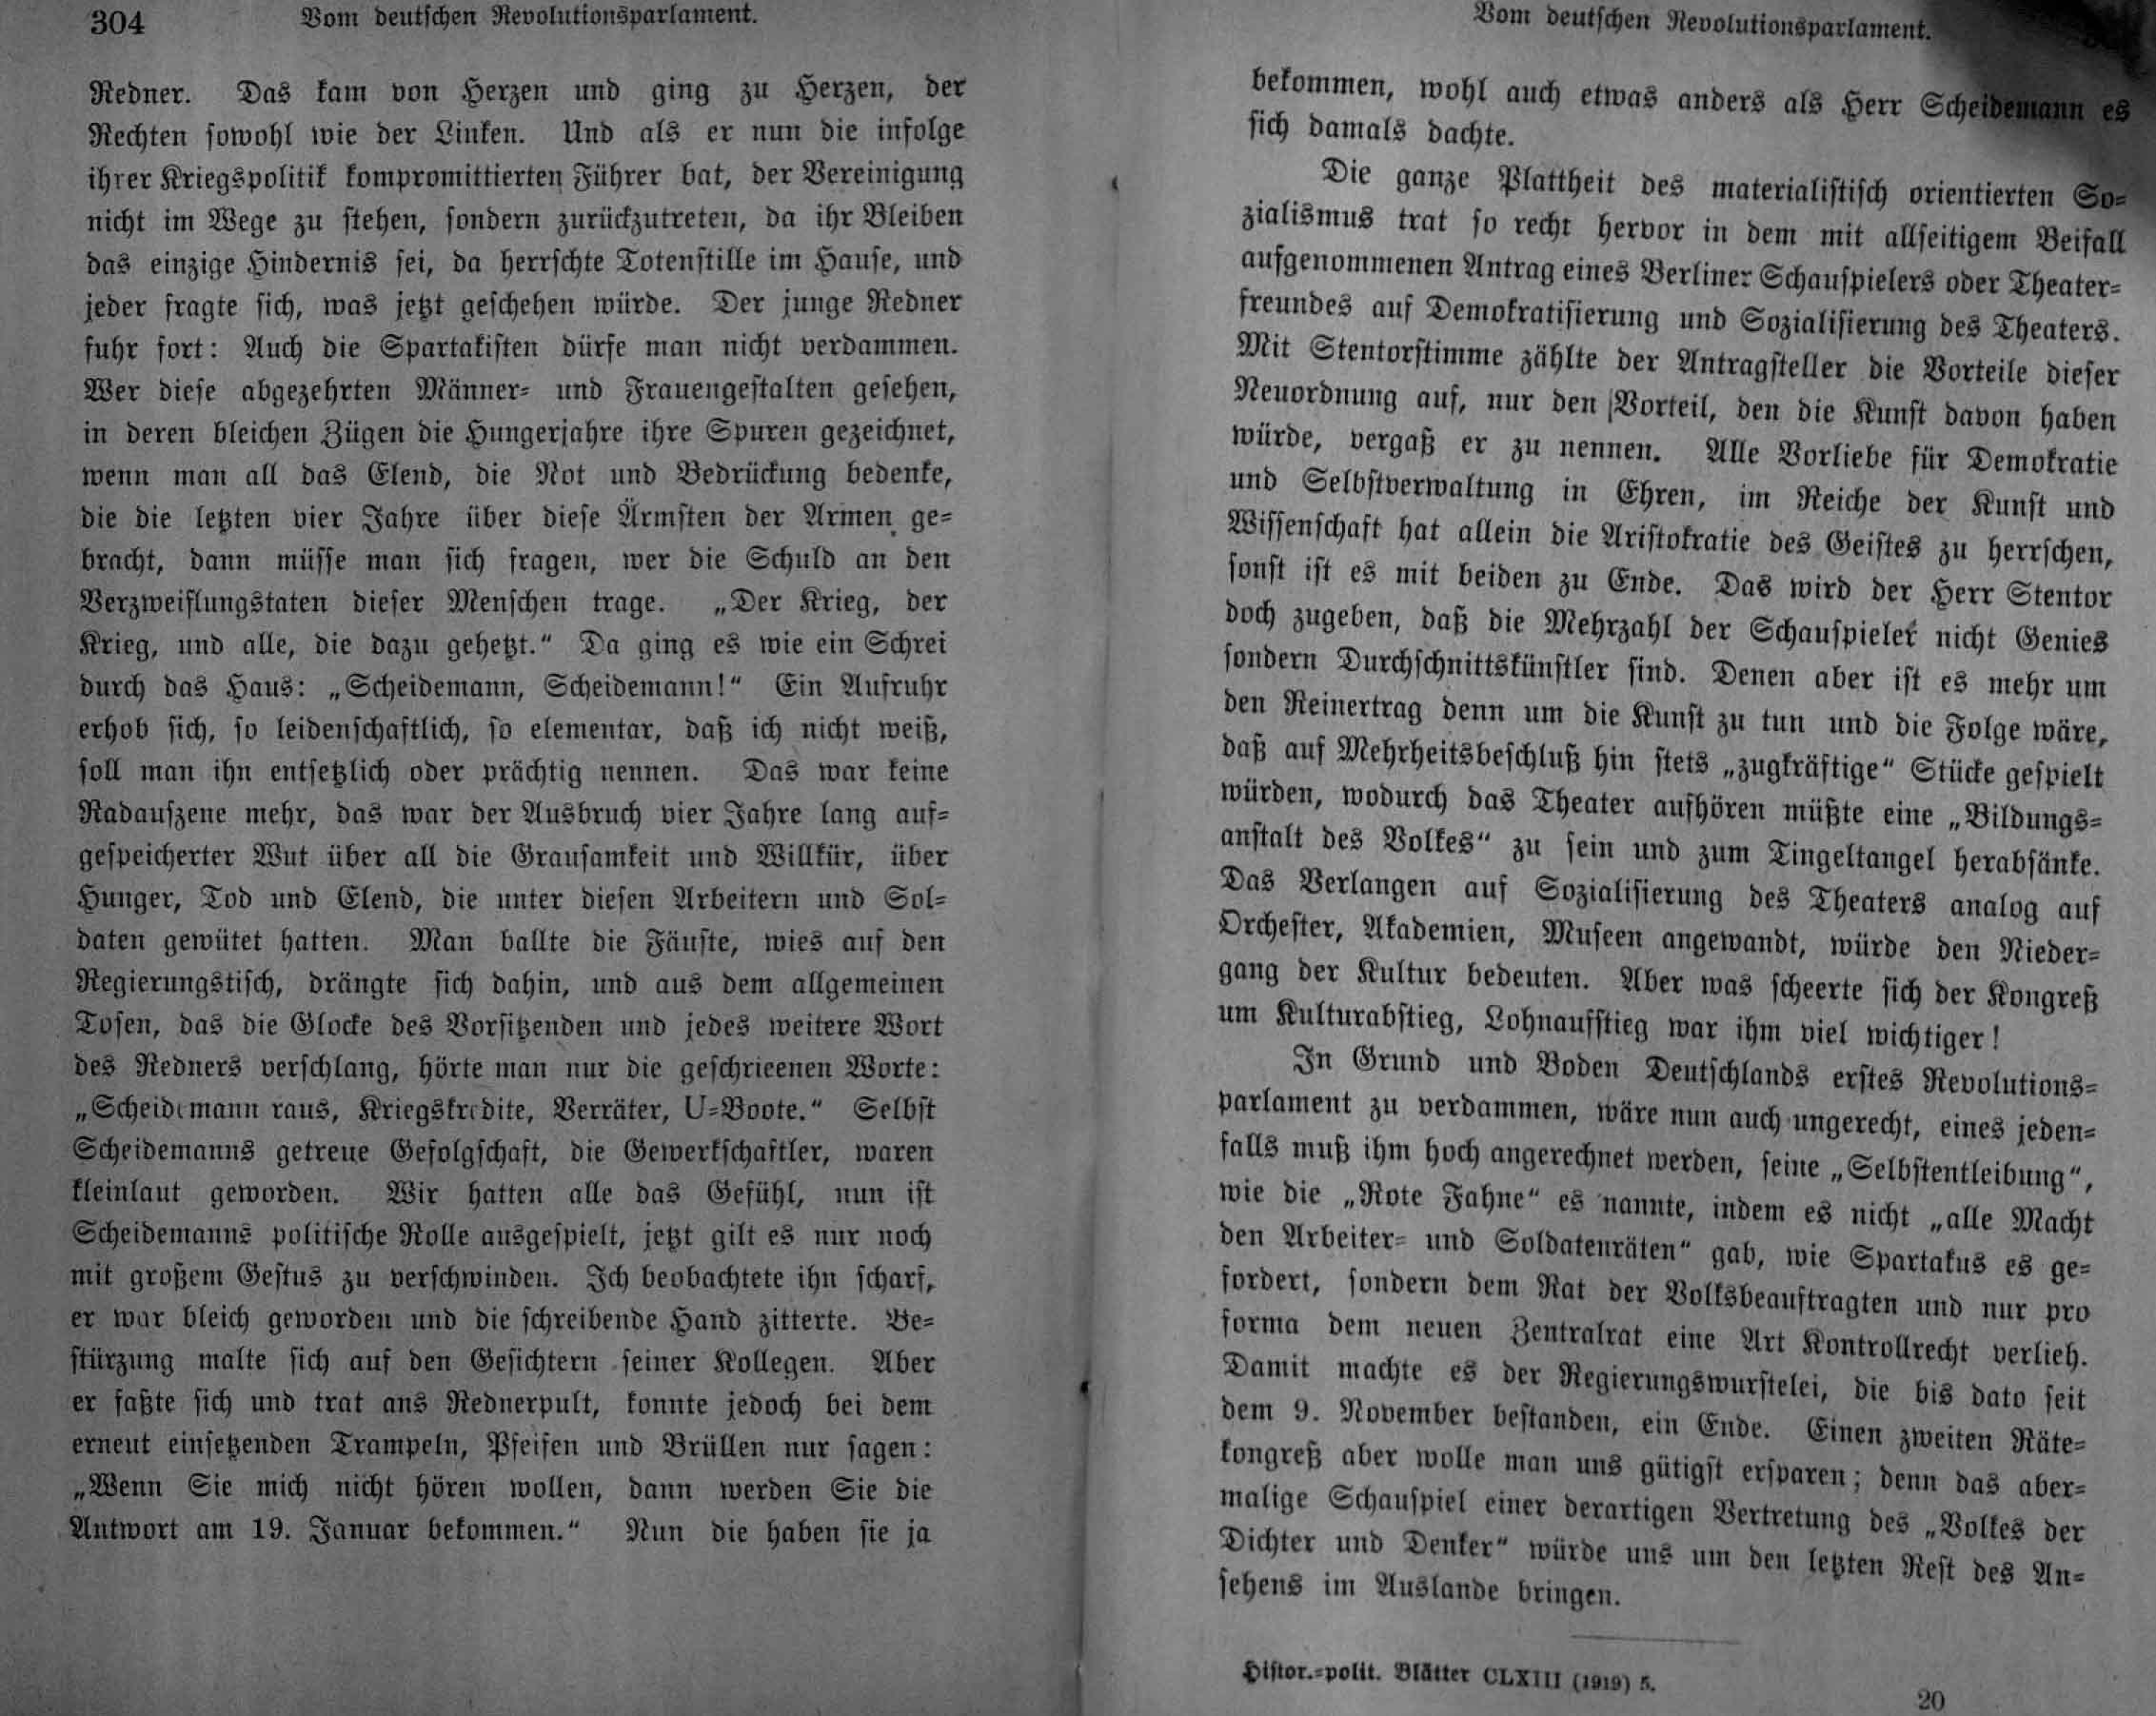 304 Vom deutschen Revolutionsparlament.
Redner. Das kam von Herzen und ging zu Herzen, der
Rechten sowohl wie der Linken. Und als er nun die infolge
ihrer Kriegspolitik kompromittierten Führer bat, der Vereinigung
nicht im Wege zu stehen, sondern zurückzutreten, da ihr Bleiben
das einzige Hindernis sei, da herrschte Totenstille im Hause, und
jeder fragte sich, was jetzt geschehen würde. Der junge Redner
fuhr fort: Auch die Spartakisten dürfe man nicht verdammen.
Wer diese abgezehrten Männer- und Frauengestalten gesehen,
in deren bleichen Zügen die Hungerjahre ihre Spuren gezeichnet,
wenn man all das Elend, die Not und Bedrückung bedenke,
die die letzten vier Jahre über diese Ärmsten der Armen ge-
bracht, dann müsse man sich fragen, wer die Schuld an den
Verzweiflungstaten dieser Menschen trage. „Der Krieg, der
Krieg, und alle, die dazu gehetzt.“ Da ging es wie ein Schrei
durch das Haus: „Scheidemann, Scheidemann!“ Ein Aufruhr
erhob sich, so leidenschaftlich, so elementar, daß ich nicht weiß,
soll man ihn entsetzlich oder prächtig nennen. Das war keine
Radauszene mehr, das war der Ausbruch vier Jahre lang auf-
gespeicherter Wut über all die Grausamkeit und Willkür, über
Hunger, Tod und Elend, die unter diesen Arbeitern und Sol-
daten gewütet hatten. Man ballte die Fäuste, wies auf den
Regierungstisch, drängte sich dahin, und aus dem allgemeinen
Tosen, das die Glocke des Vorsitzenden und jedes weitere Wort
des Redners verschlang, hörte man nur die geschrieenen Worte:
„Scheidemann raus, Kriegskredite, Verräter, U-Boote.“ Selbst
Scheidemanns getreue Gefolgschaft, die Gewerkschaftler, waren
kleinlaut geworden. Wir hatten alle das Gefühl, nun ist
Scheidemanns politische Rolle ausgespielt, jetzt gilt es nur noch
mit großem Gestus zu verschwinden. Ich beobachtete ihn scharf,
er war bleich geworden und die schreibende Hand zitterte. Be-
stürzung malte sich auf den Gesichtern seiner Kollegen. Aber
er faßte sich und trat ans Rednerpult, konnte jedoch bei dem
erneut einsetzenden Trampeln, Pfeifen und Brüllen nur sagen:
„Wenn Sie mich nicht hören wollen, dann werden Sie die
Antwort am 19. Januar bekommen.“ Nun die haben sie ja
Vom deutschen Revolutionsparlament.
bekommen, wohl auch etwas anders als Herr Scheidemann es
sich damals dachte.
Die ganze Plattheit des materialistisch orientierten So-
zialismus trat so recht hervor in dem mit allseitigem Beifall
aufgenommenen Antrag eines Berliner Schauspielers oder Theater-
freundes auf Demokratisierung und Sozialisierung des Theaters.
Mit Stentorstimme zählte der Antragsteller die Vorteile dieser
Neuordnung auf, nur den Vorteil, den die Kunst davon haben
würde, vergaß er zu nennen. Alle Vorliebe für Demokratie
und Selbstverwaltung in Ehren, im Reiche der Kunst und
Wissenschaft hat allein die Aristokratie des Geistes zu herrschen,
sonst ist es mit beiden zu Ende. Das wird der Herr Stentor
doch zugeben, daß die Mehrzahl der Schauspieler nicht Genies
sondern Durchschnittskünstler sind. Denen aber ist es mehr um
den Reinertrag denn um die Kunst zu tun und die Folge wäre,
daß auf Mehrheitsbeschluß hin stets „zugkräftige“ Stücke gespielt
würden, wodurch das Theater aufhören müßte eine „Bildungs-
anstalt des Volkes“ zu sein und zum Tingeltangel herabsänke.
Das Verlangen auf Sozialisierung des Theaters analog auf
Orchester, Akademien, Museen angewandt, würde den Nieder-
gang der Kultur bedeuten. Aber was scheerte sich der Kongreß
um Kulturabstieg, Lohnaufstieg war ihm viel wichtiger!
In Grund und Boden Deutschlands erstes Revolutions-
parlament zu verdammen, wäre nun auch ungerecht, eines jeden-
falls muß ihm hoch angerechnet werden, seine „Selbstentleibung“,
wie die „Rote Fahne“ es nannte, indem es nicht „alle Macht
den Arbeiter- und Soldatenräten“ gab, wie Spartakus es ge-
fordert, sondern dem Rat der Volksbeauftragten und nur pro
forma dem neuen Zentralrat eine Art Kontrollrecht verlieh.
Damit machte es der Regierungswurstelei, die bis dato seit
dem 9. November bestanden, ein Ende. Einen zweiten Räte-
kongreß aber wolle man uns gütigst ersparen; denn das aber-
malige Schauspiel einer derartigen Vertretung des „Volkes der
Dichter und Denker“ würde uns um den letzten Rest des An-
sehens im Auslande bringen.
Histor.-polit. Blätter CLXIII (1919) 5.
20